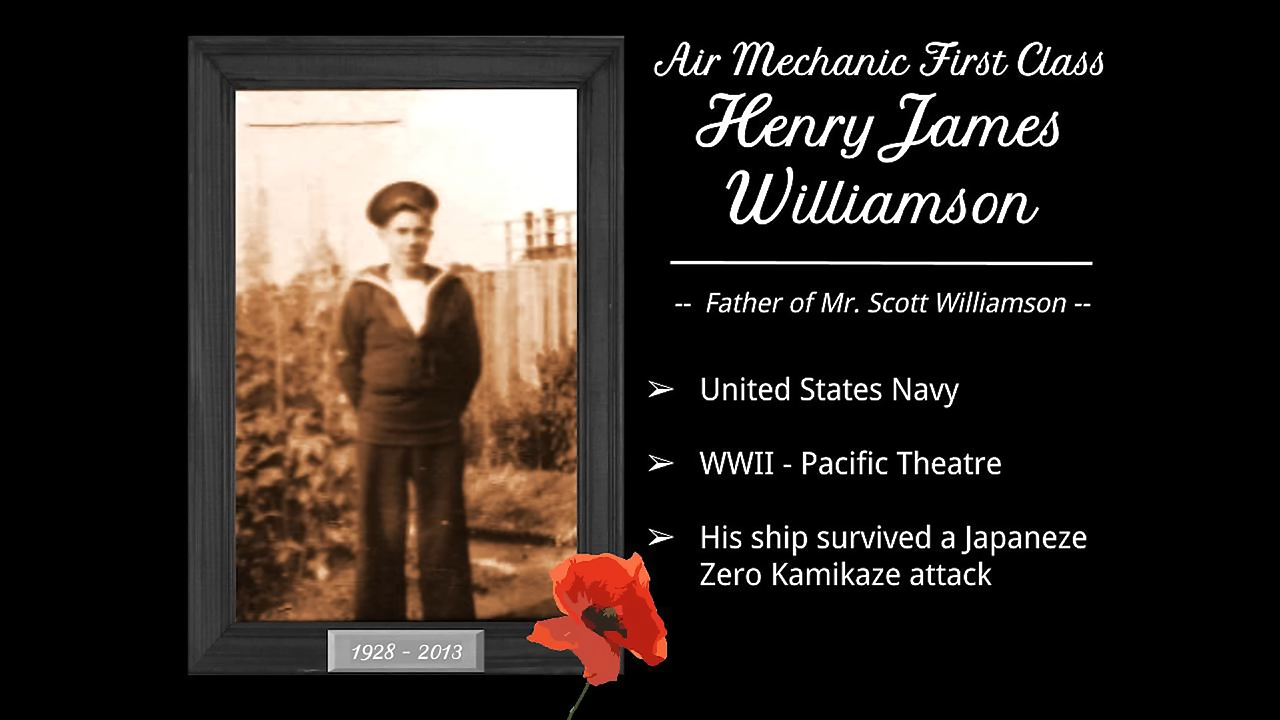 Air Mechanic First Class
Henry James
Williamson
-- Father of Mr. Scott Williamson --
➢ United States Navy
➢ WWII - Pacific Theatre
➢ His ship survived a Japaneze
Zero Kamikaze attack
1928 - 2013